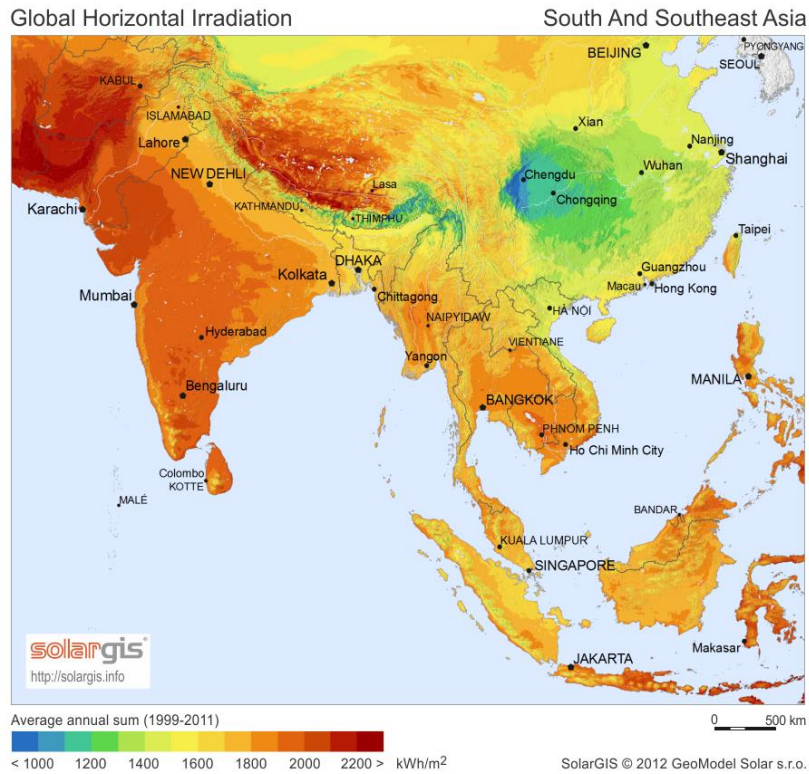 Global Horizontal Irradiation
South And Southeast Asia
BEIJING
PYONGYANG
SEOUL
KABUL
ISLAMABAD
Lahore
Xian
Nanjing
Shanghai
NEW DEHLI
Chengdu
Wuhan
Lasa
Chongqing
Karachi
KATHMANDU
THIMPHU
Taipei
DHAKA
Kolkata
Guangzhou
Macau
Hong Kong
Mumbai
Chittagong
HÀ NỘI
NAIPYIDAW
Hyderabad
VIENTIANE
Yangon
MANILA
Bengaluru
BANGKOK
PHNOM PENH
Ho Chi Minh City
Colombo
KOTTE
MALÉ
BANDAR
KUALA LUMPUR
SINGAPORE
solargis
http://solargis.info
Makasar
JAKARTA
Average annual sum (1999-2011)
0 500 km
< 1000 1200 1400 1600 1800 2000 2200 > kWh/m²
SolarGIS © 2012 GeoModel Solar s.r.o.